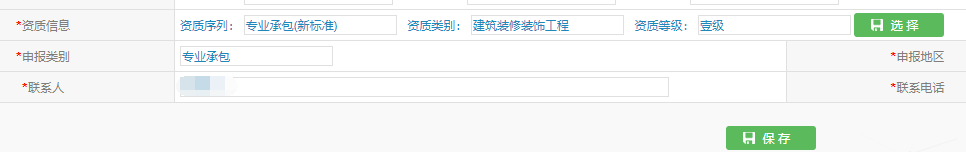 *资质信息 资质序列: 专业承包(新标准) 资质类别: 建筑装修装饰工程 资质等级: 壹级 选择
*申报类别 专业承包 *申报地区
*联系人 *联系电话
保存